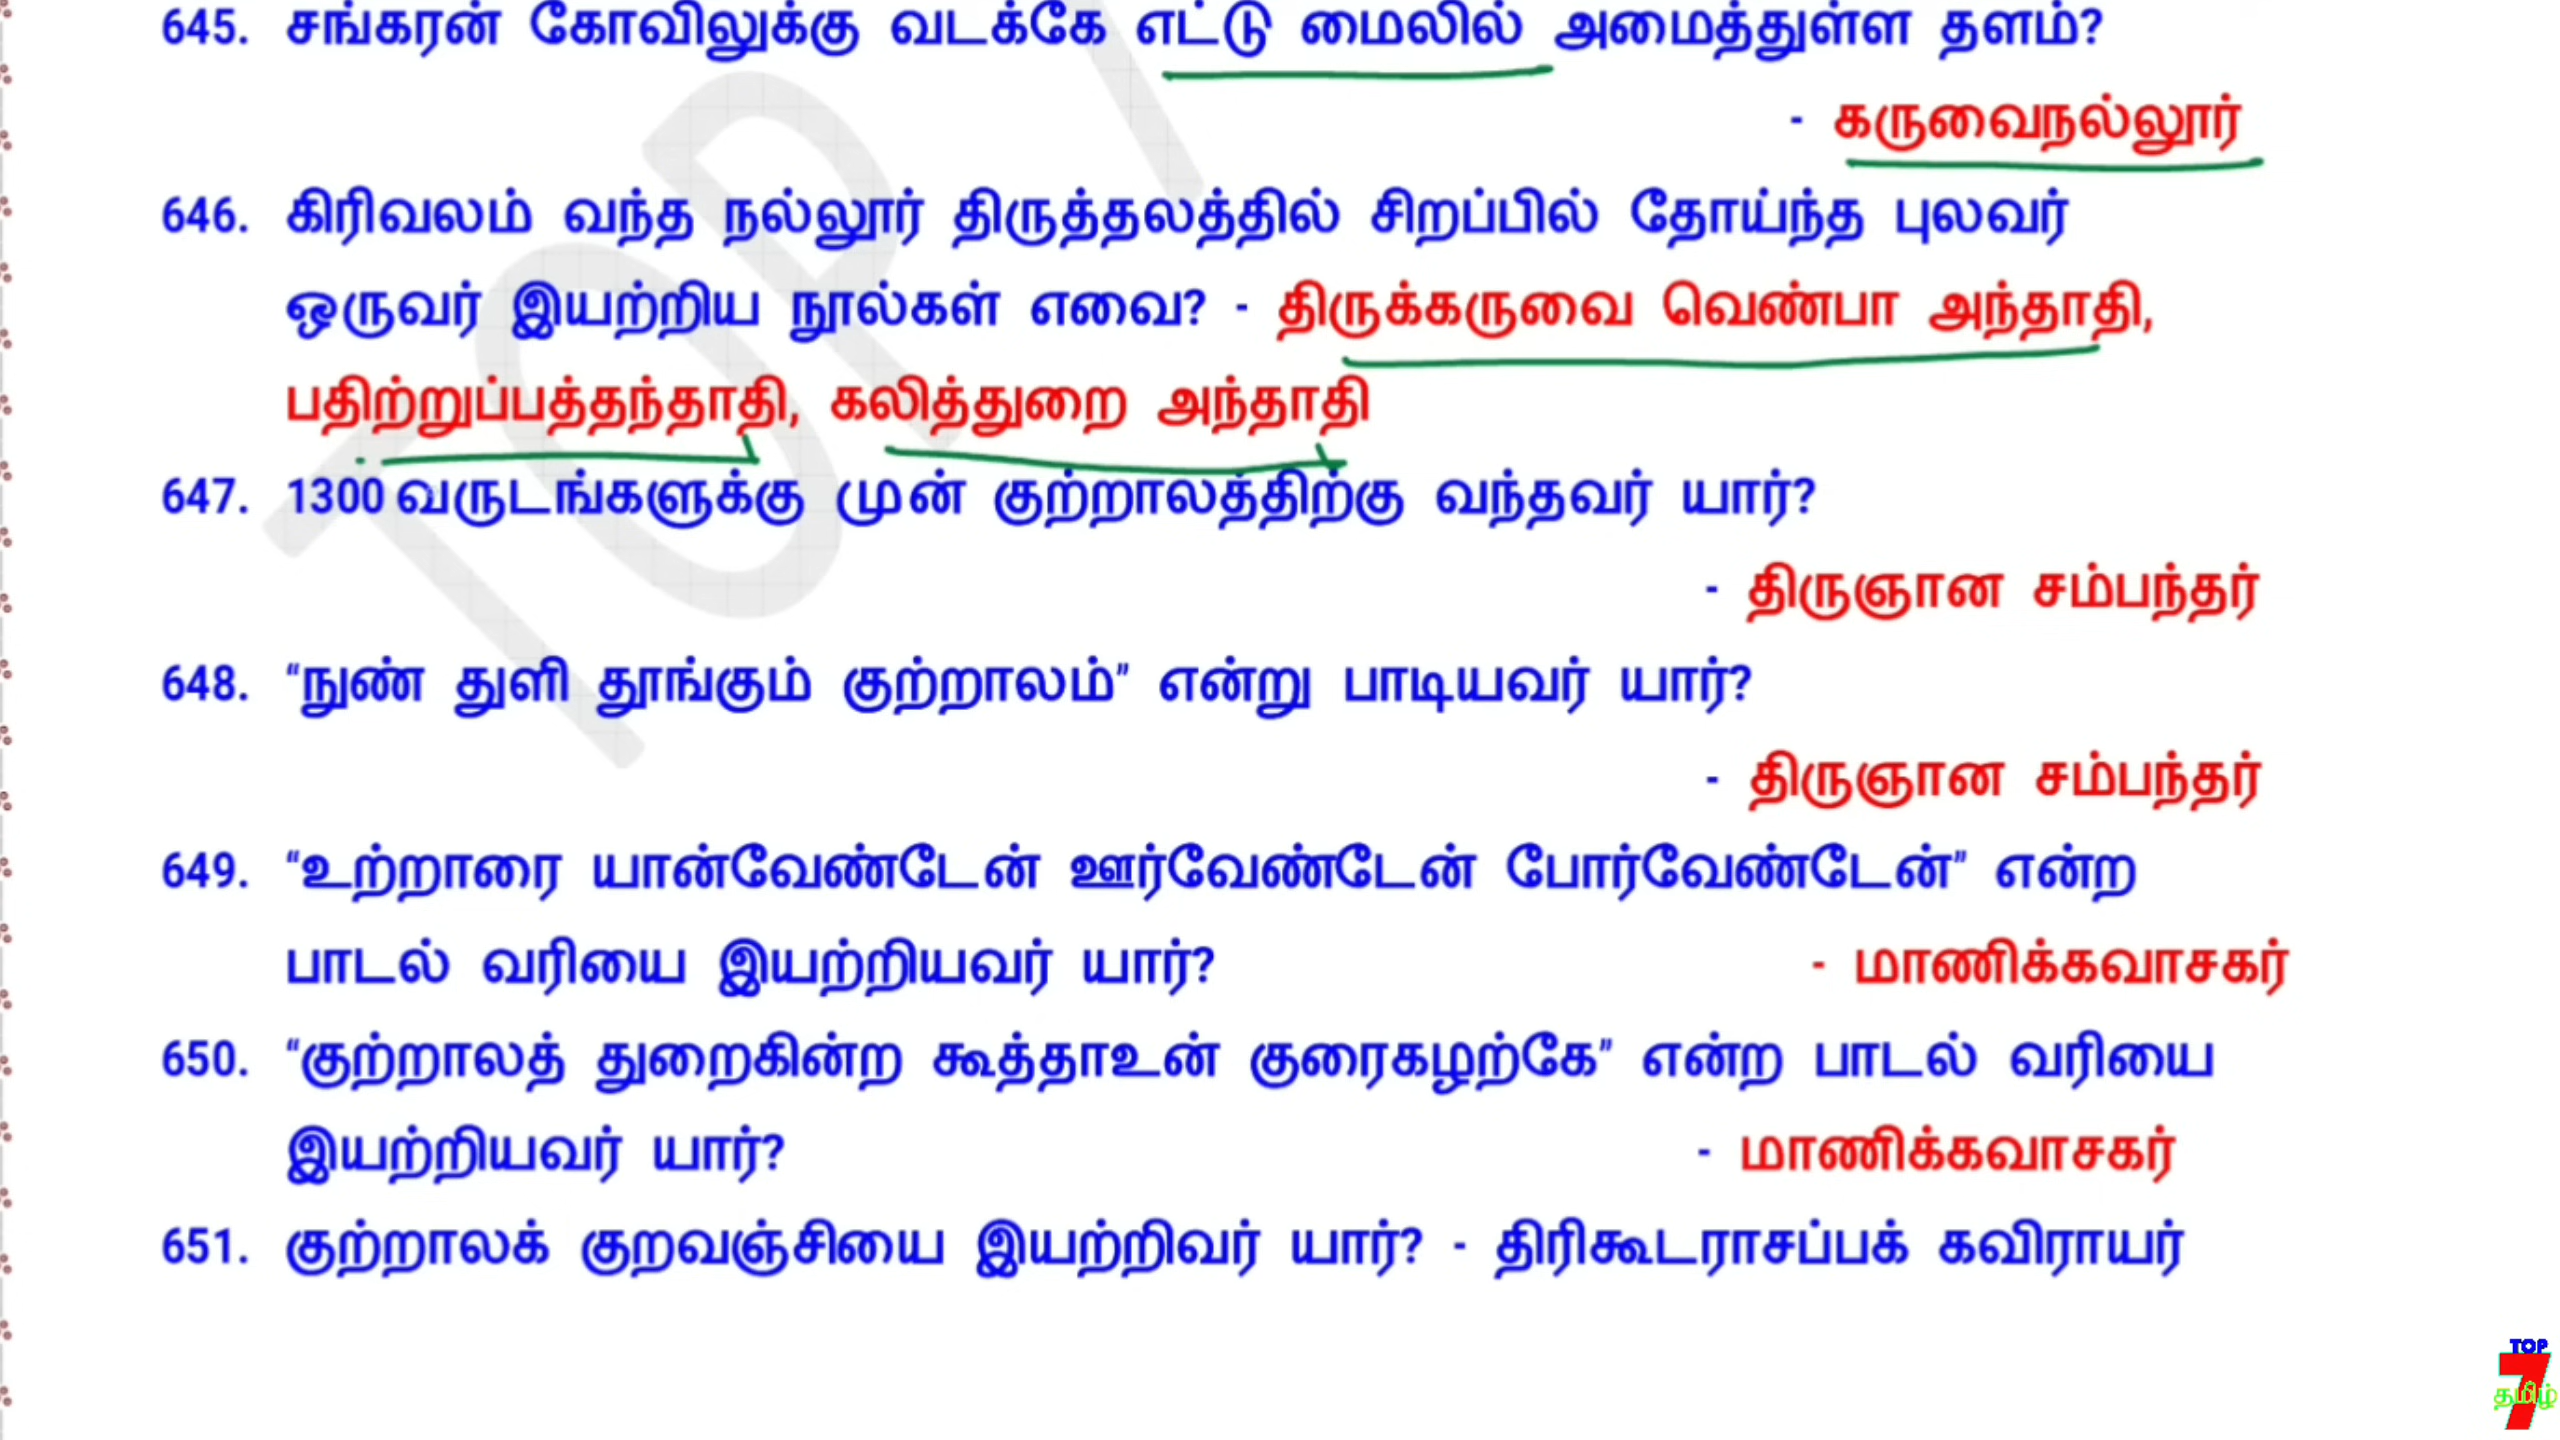 645. சங்கரன் கோவிலுக்கு வடக்கே எட்டு மைலில் அமைத்துள்ள தளம்?
- கருவைநல்லூர்
646. கிரிவலம் வந்த நல்லூர் திருத்தலத்தில் சிறப்பில் தோய்ந்த புலவர்
ஒருவர் இயற்றிய நூல்கள் எவை? - திருக்கருவை வெண்பா அந்தாதி,
பதிற்றுப்பத்தந்தாதி, கலித்துறை அந்தாதி
647. 1300 வருடங்களுக்கு முன் குற்றாலத்திற்கு வந்தவர் யார்?
- திருஞான சம்பந்தர்
648. “நுண் துளி தூங்கும் குற்றாலம்” என்று பாடியவர் யார்?
- திருஞான சம்பந்தர்
649. “உற்றாரை யான்வேண்டேன் ஊர்வேண்டேன் போர்வேண்டேன்” என்ற
பாடல் வரியை இயற்றியவர் யார்? - மாணிக்கவாசகர்
650. “குற்றாலத் துறைகின்ற கூத்தாஉன் குரைகழற்கே” என்ற பாடல் வரியை
இயற்றியவர் யார்? - மாணிக்கவாசகர்
651. குற்றாலக் குறவஞ்சியை இயற்றிவர் யார்? - திரிகூடராசப்பக் கவிராயர்
TOP
7
தமிழ்